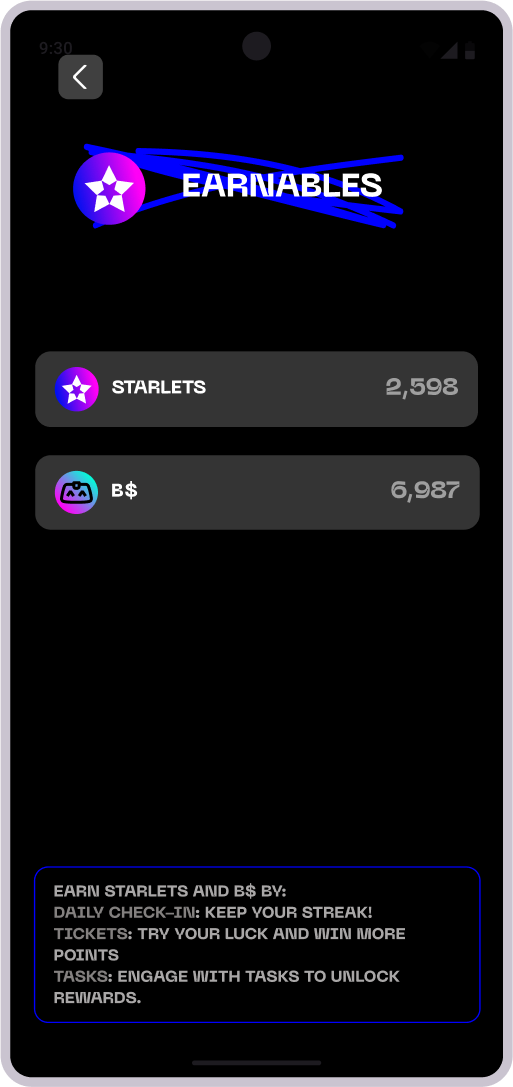 9:30
EARNABLES
STARLETS
2,598
B$
6,987
EARN STARLETS AND B$ BY:
DAILY CHECK-IN: KEEP YOUR STREAK!
TICKETS: TRY YOUR LUCK AND WIN MORE
POINTS
TASKS: ENGAGE WITH TASKS TO UNLOCK
REWARDS.